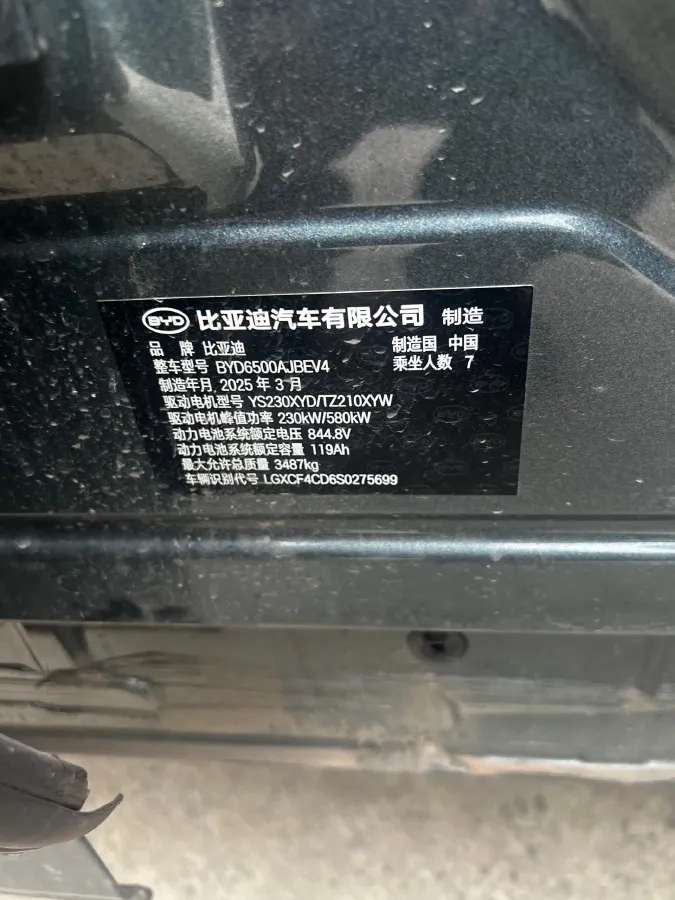 BYD 比亚迪汽车有限公司 制造
品 牌 比亚迪 制造国 中国
整车型号 BYD6500AJBEV4 乘坐人数 7
制造年月 2025 年 3 月
驱动电机型号 YS230XYD/TZ210XYW
驱动电机峰值功率 230kW/580kW
动力电池系统额定电压 844.8V
动力电池系统额定容量 119Ah
最大允许总质量 3487kg
车辆识别代号 LGXCF4CD6S0275699